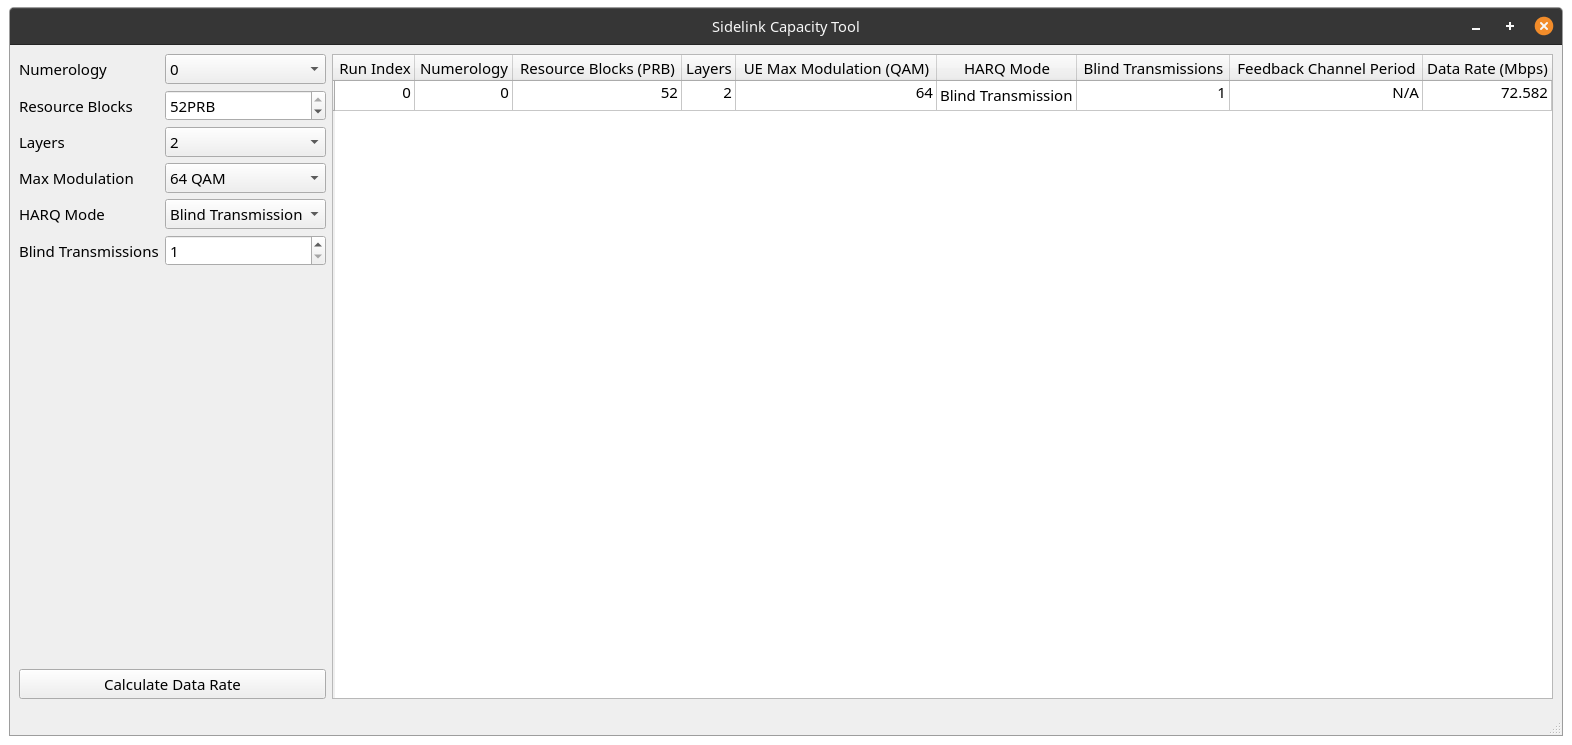 Sidelink Capacity Tool
Numerology 0
Resource Blocks 52PRB
Layers 2
Max Modulation 64 QAM
HARQ Mode Blind Transmission
Blind Transmissions 1
Calculate Data Rate
Run Index Numerology Resource Blocks (PRB) Layers UE Max Modulation (QAM) HARQ Mode Blind Transmissions Feedback Channel Period Data Rate (Mbps)
0 0 52 2 64 Blind Transmission 1 N/A 72.582